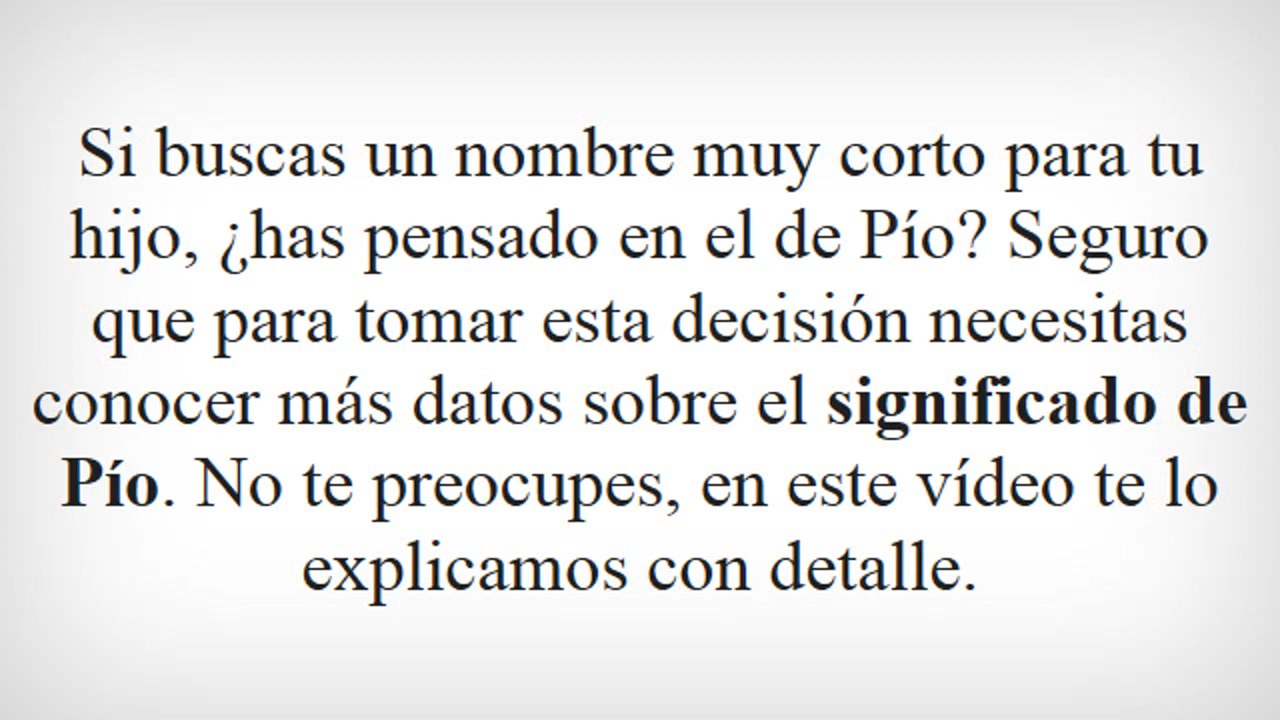 Si buscas un nombre muy corto para tu
hijo, ¿has pensado en el de Pío? Seguro
que para tomar esta decisión necesitas
conocer más datos sobre el significado de
Pío. No te preocupes, en este vídeo te lo
explicamos con detalle.